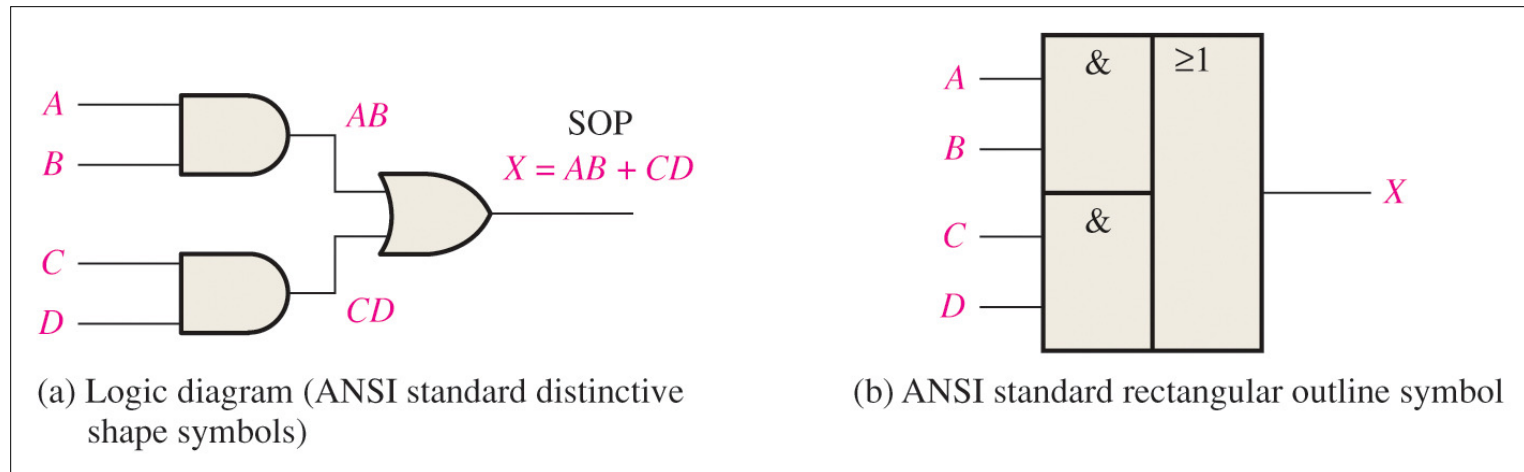 A
B
AB
SOP
X = AB + CD
C
D
CD
(a) Logic diagram (ANSI standard distinctive
shape symbols)
&
≥1
A
B
&
C
D
X
(b) ANSI standard rectangular outline symbol